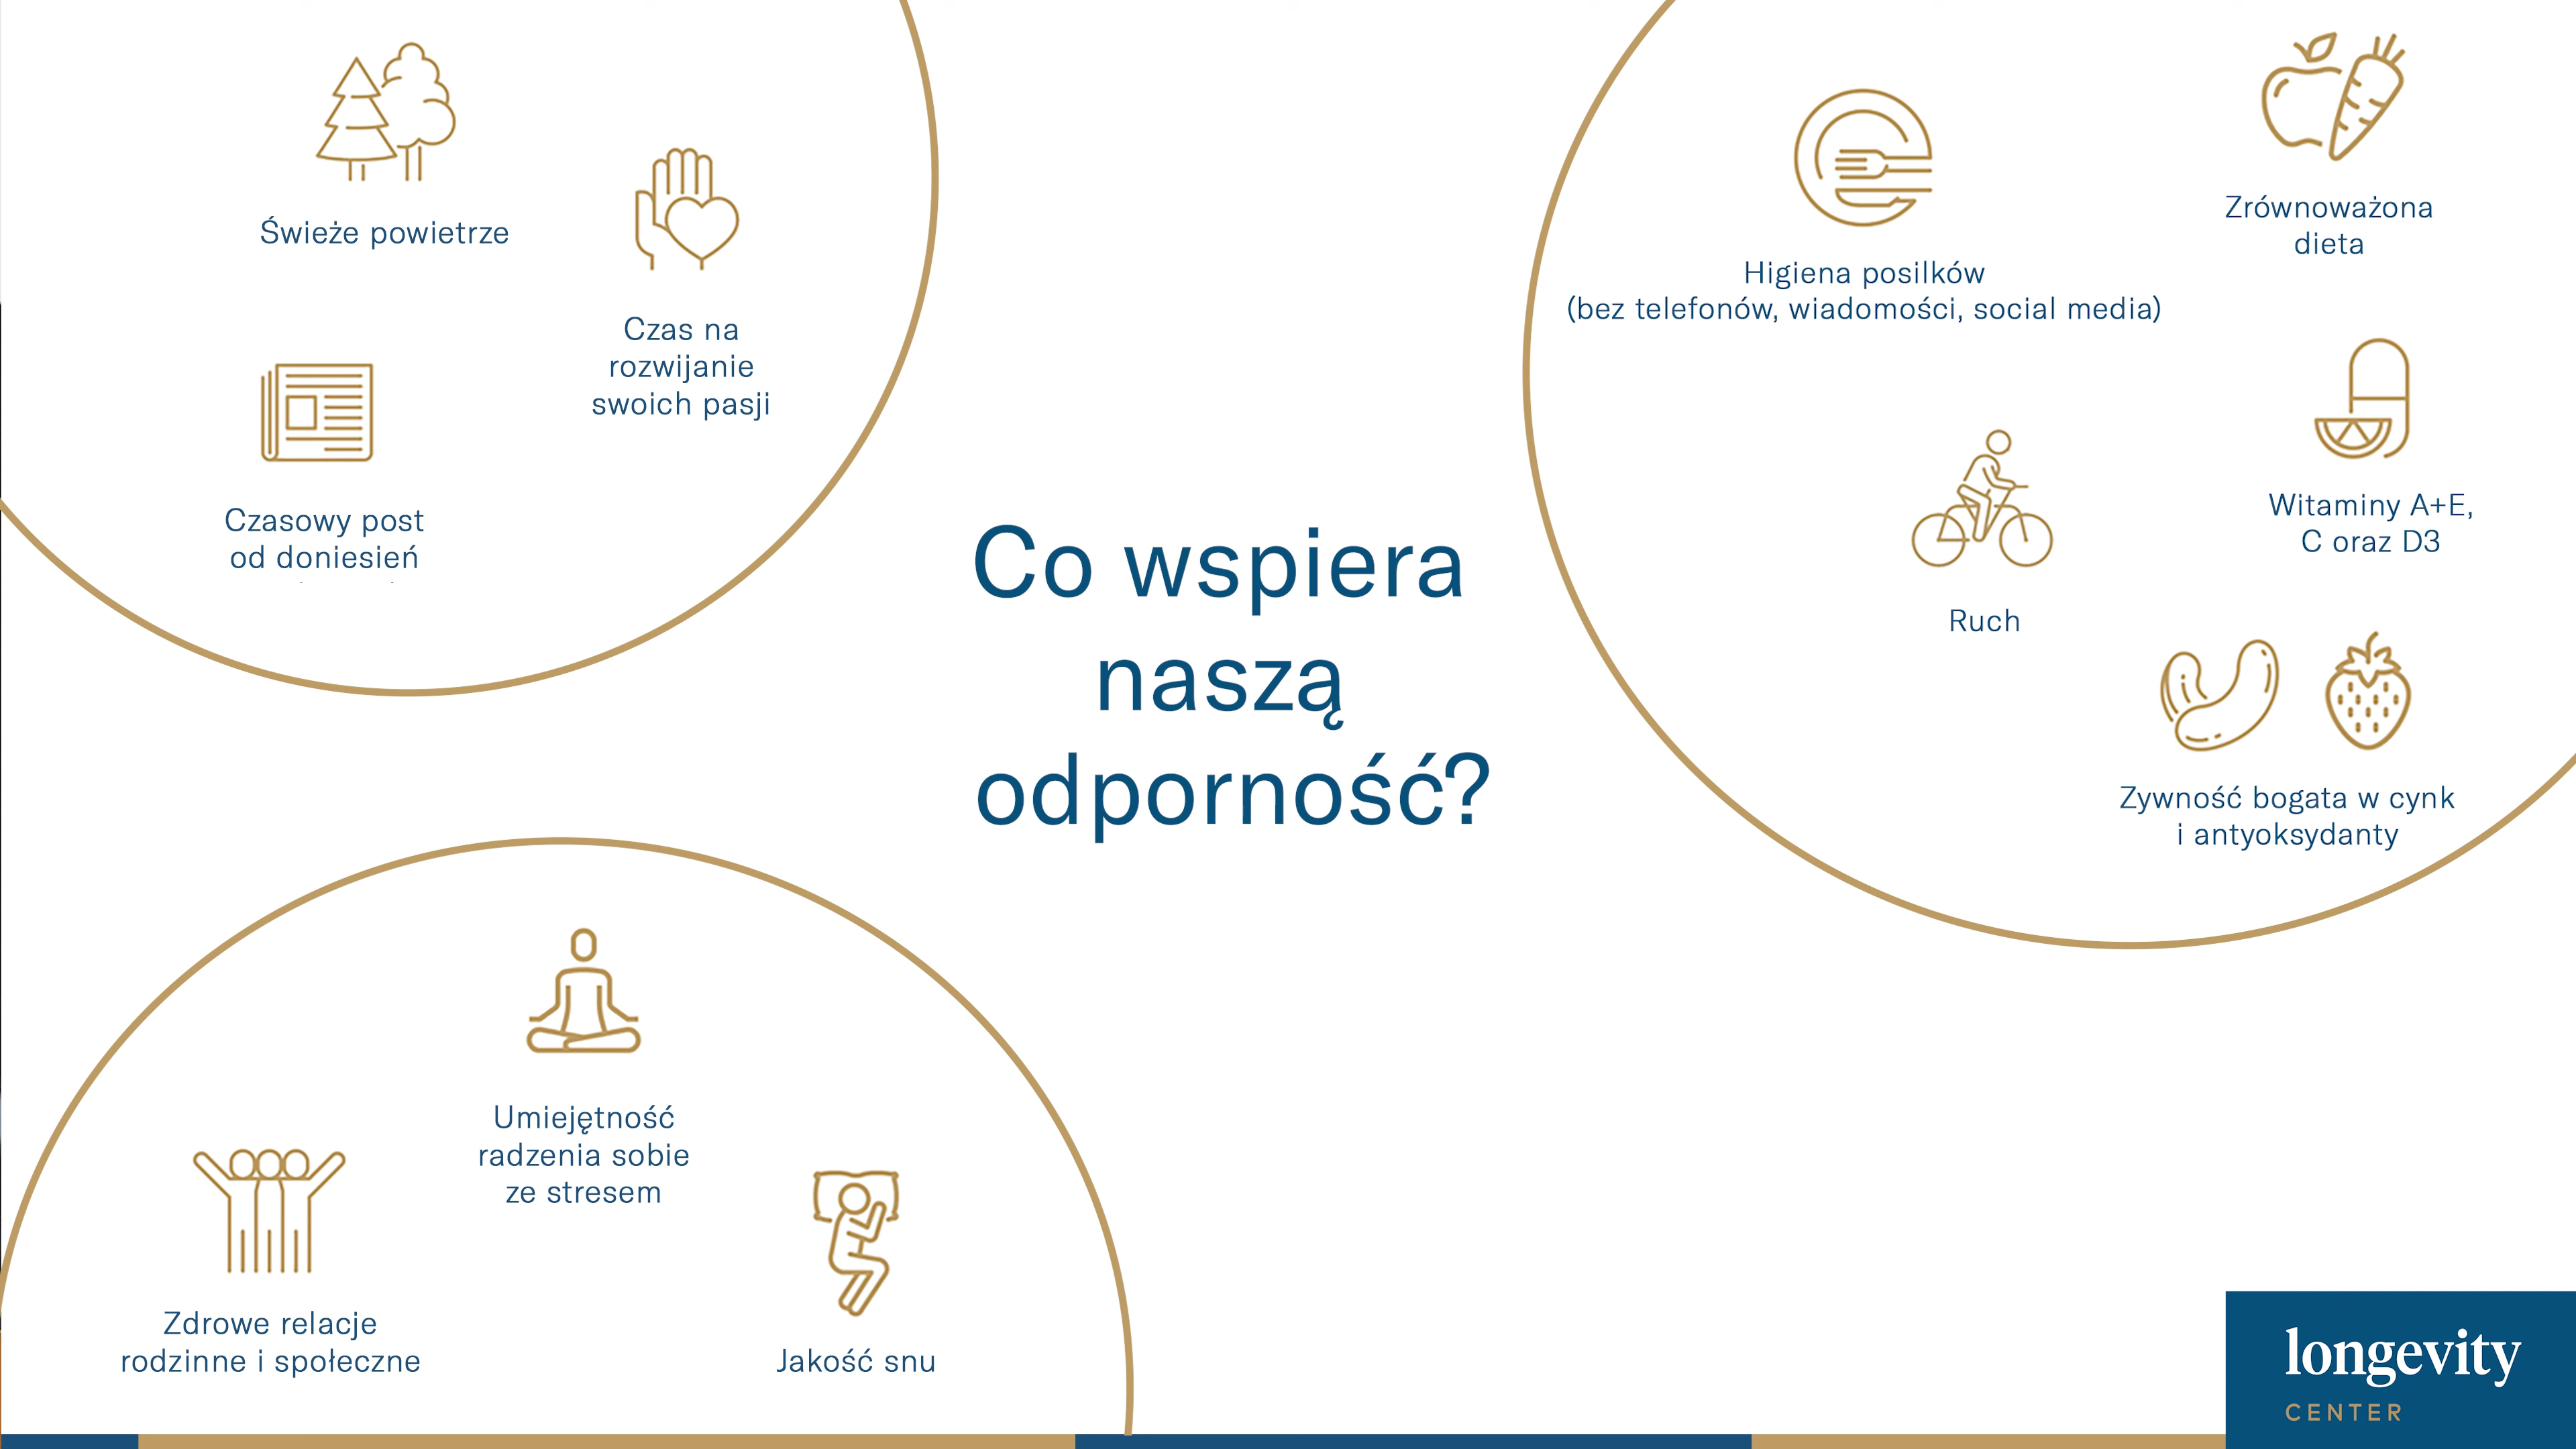 Świeże powietrze
Czas na
rozwijanie
swoich pasji
Czasowy post
od doniesień
Co wspiera
naszą
odporność?
Higiena posilków
(bez telefonów, wiadomości, social media)
Zrównoważona
dieta
Witaminy A+E,
C oraz D3
Ruch
Zywność bogata w cynk
i antyoksydanty
Umiejętność
radzenia sobie
ze stresem
Zdrowe relacje
rodzinne i społeczne
Jakość snu
longevity
CENTER